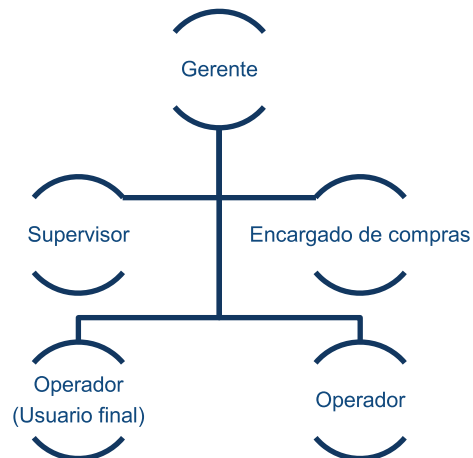 Gerente
Supervisor
Encargado de compras
Operador
(Usuario final)
Operador